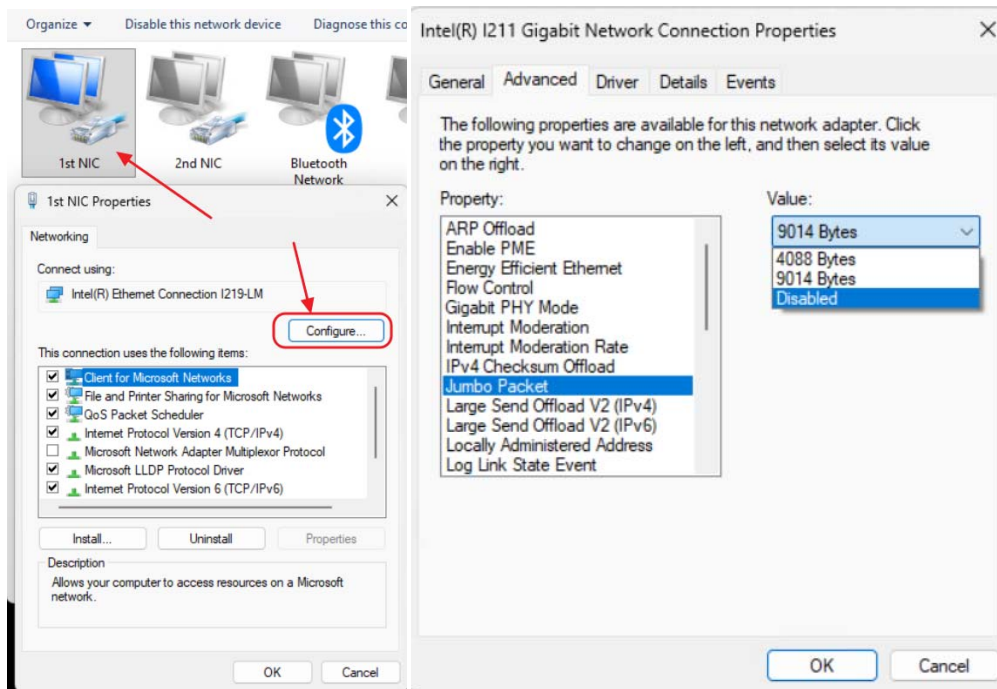 Organize
Disable this network device
Diagnose this co
1st NIC
2nd NIC
Bluetooth
Network
1st NIC Properties
Networking
Connect using:
Intel(R) Ethernet Connection I219-LM
Configure...
This connection uses the following items:
Client for Microsoft Networks
File and Printer Sharing for Microsoft Networks
QoS Packet Scheduler
Internet Protocol Version 4 (TCP/IPv4)
Microsoft Network Adapter Multiplexor Protocol
Microsoft LLDP Protocol Driver
Internet Protocol Version 6 (TCP/IPv6)
Install...
Uninstall
Properties
Description
Allows your computer to access resources on a Microsoft
network.
OK
Cancel
Intel(R) I211 Gigabit Network Connection Properties
General
Advanced
Driver
Details
Events
The following properties are available for this network adapter. Click
the property you want to change on the left, and then select its value
on the right.
Property:
ARP Offload
Enable PME
Energy Efficient Ethernet
Flow Control
Gigabit PHY Mode
Interrupt Moderation
Interrupt Moderation Rate
IPv4 Checksum Offload
Jumbo Packet
Large Send Offload V2 (IPv4)
Large Send Offload V2 (IPv6)
Locally Administered Address
Log Link State Event
Value:
9014 Bytes
4088 Bytes
9014 Bytes
Disabled
OK
Cancel